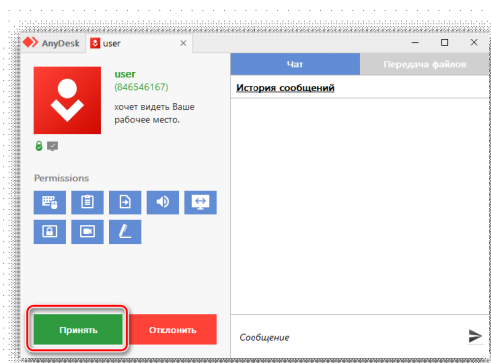 AnyDesk
user
Чат
Передача файлов
user
(846546167)
хочет видеть Ваше
рабочее место.
История сообщений
Permissions
Принять
Отклонить
Сообщение